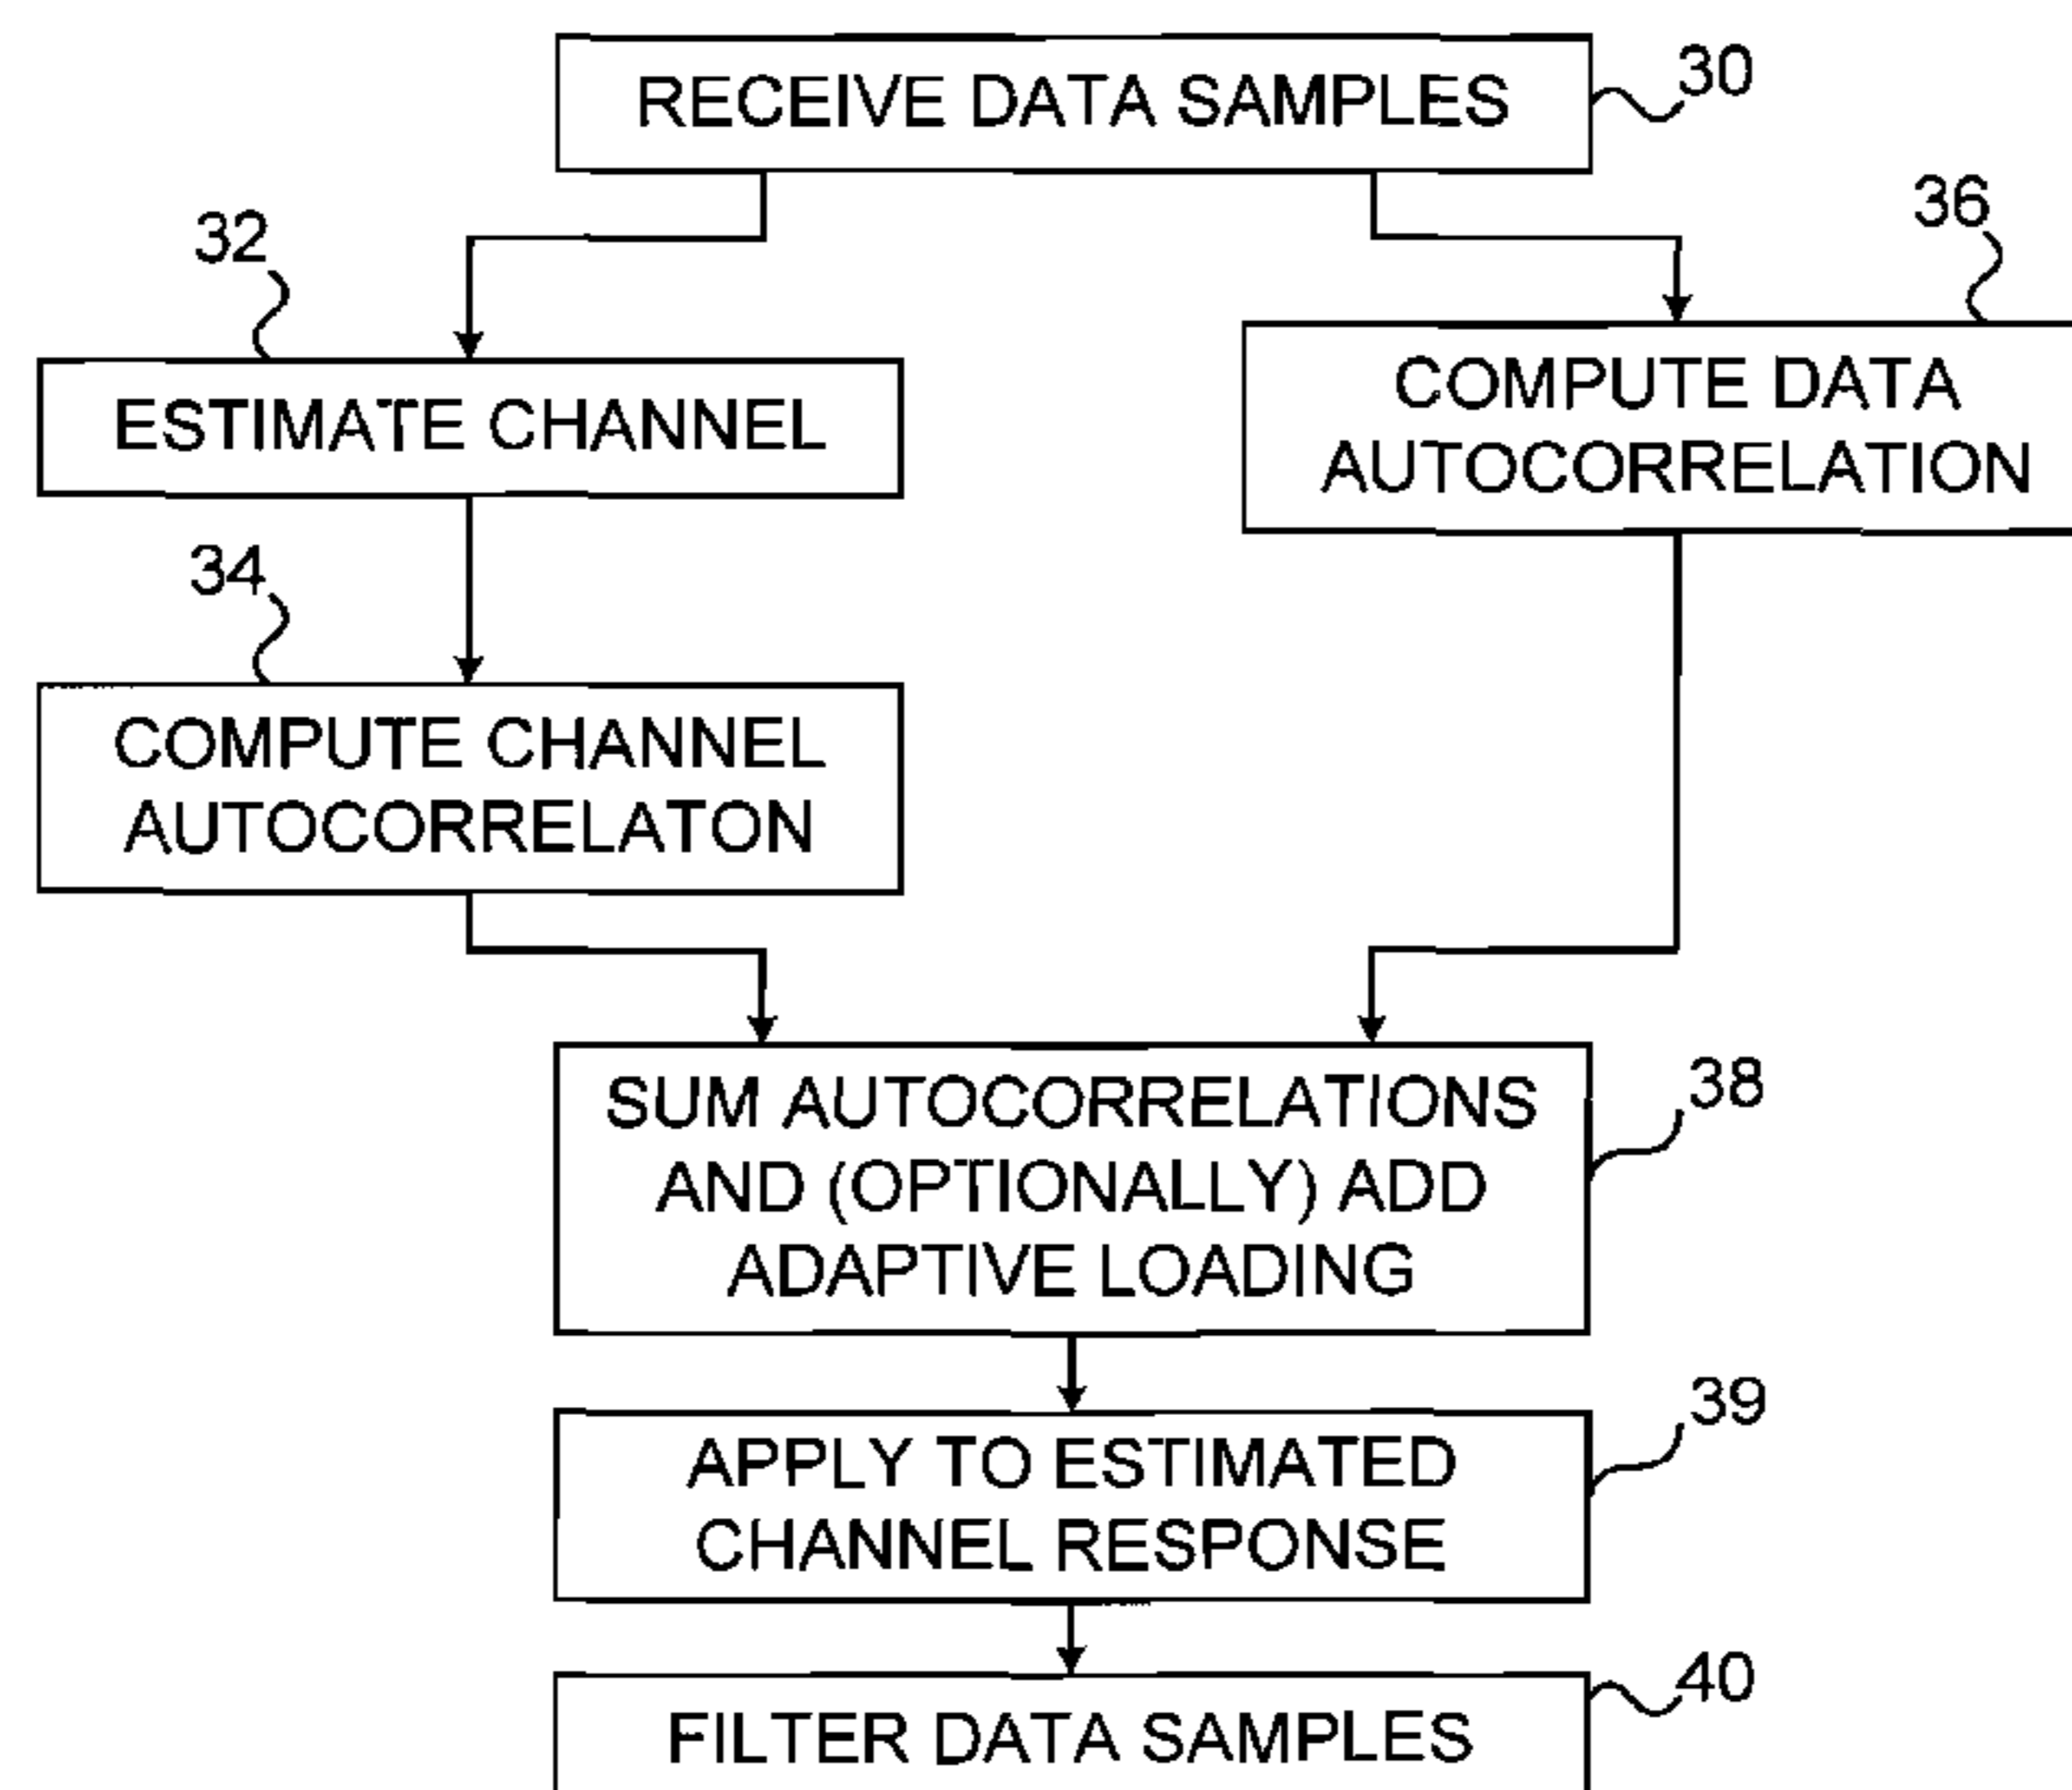 RECEIVE DATA SAMPLES
30
32
36
ESTIMATE CHANNEL
COMPUTE DATA
AUTOCORRELATION
34
COMPUTE CHANNEL
AUTOCORRELATON
SUM AUTOCORRELATIONS
AND (OPTIONALLY) ADD
ADAPTIVE LOADING
38
APPLY TO ESTIMATED
CHANNEL RESPONSE
39
FILTER DATA SAMPLES
40